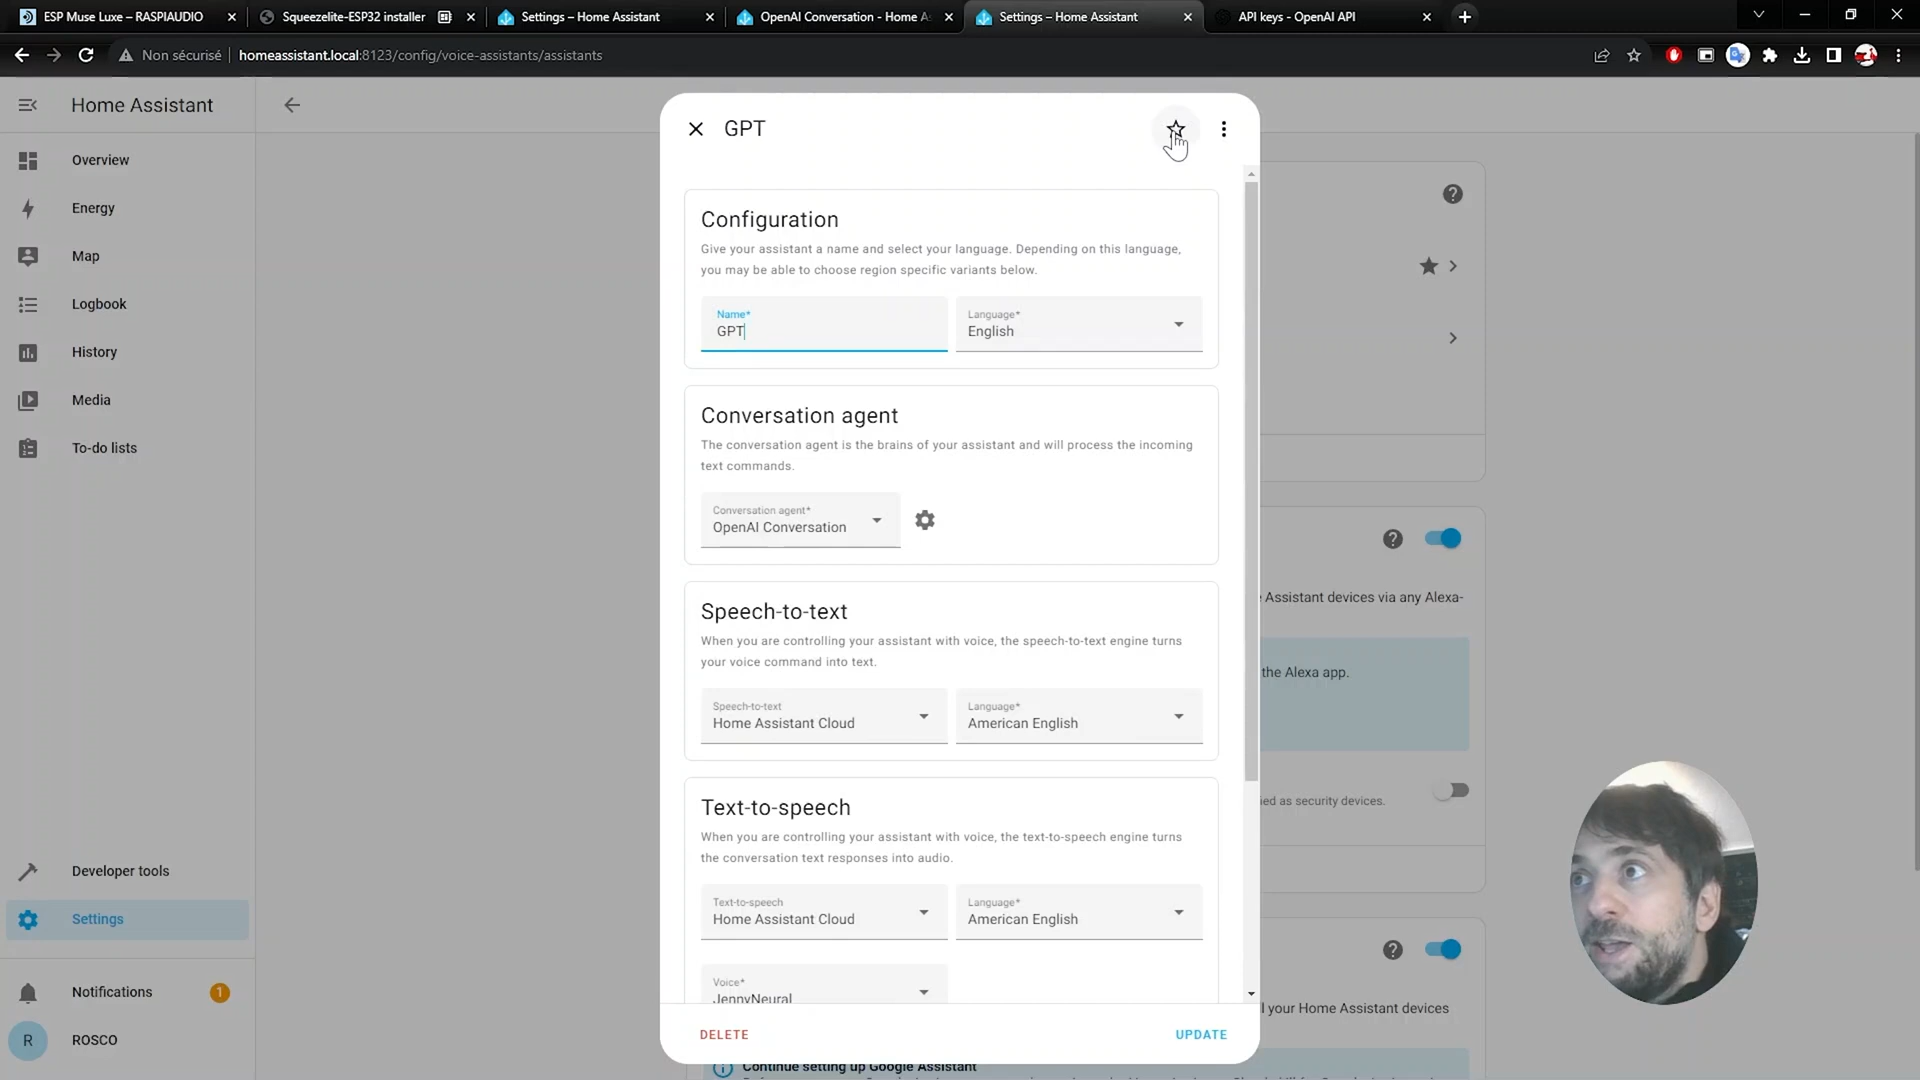 ESP Muse Luxe – RASPIAUDIO
Squeezelite-ESP32 installer
Settings – Home Assistant
OpenAI Conversation - Home As
Settings – Home Assistant
API keys - OpenAI API
Non sécurisé
homeassistant.local:8123/config/voice-assistants/assistants
Home Assistant
Overview
Energy
Map
Logbook
History
Media
To-do lists
Developer tools
Settings
Notifications
1
R
ROSCO
GPT
Configuration
Give your assistant a name and select your language. Depending on this language,
you may be able to choose region specific variants below.
Name*
GPT
Language*
English
Conversation agent
The conversation agent is the brains of your assistant and will process the incoming
text commands.
Conversation agent*
OpenAI Conversation
Speech-to-text
When you are controlling your assistant with voice, the speech-to-text engine turns
your voice command into text.
Speech-to-text
Home Assistant Cloud
Language*
American English
Text-to-speech
When you are controlling your assistant with voice, the text-to-speech engine turns
the conversation text responses into audio.
Text-to-speech
Home Assistant Cloud
Language*
American English
Voice*
JennyNeural
DELETE
UPDATE
Assistant devices via any Alexa-
the Alexa app.
ied as security devices.
l your Home Assistant devices
Continue setting up Google Assistant